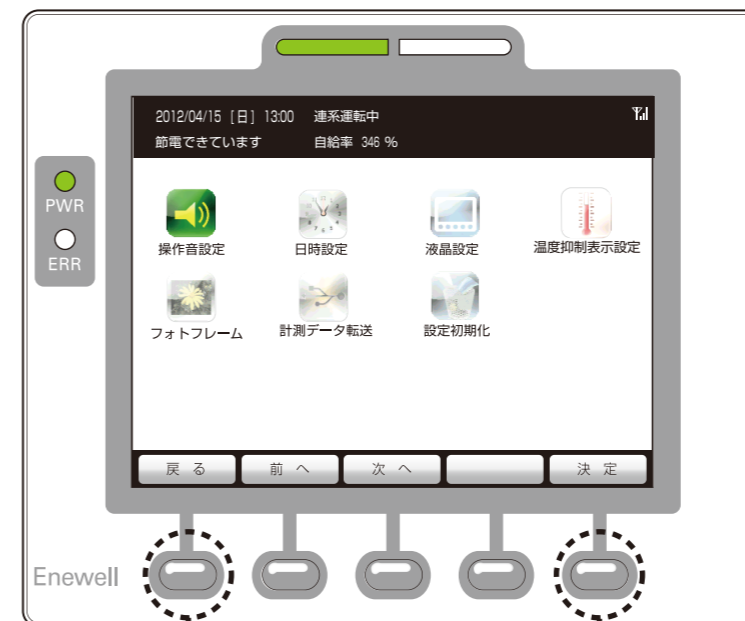 2012/04/15 [日] 13:00 連系運転中
節電できています 自給率 346 %
PWR
ERR
操作音設定 日時設定 液晶設定 温度抑制表示設定
フォトフレーム 計測データ転送 設定初期化
戻る 前へ 次へ 決定
Enewell